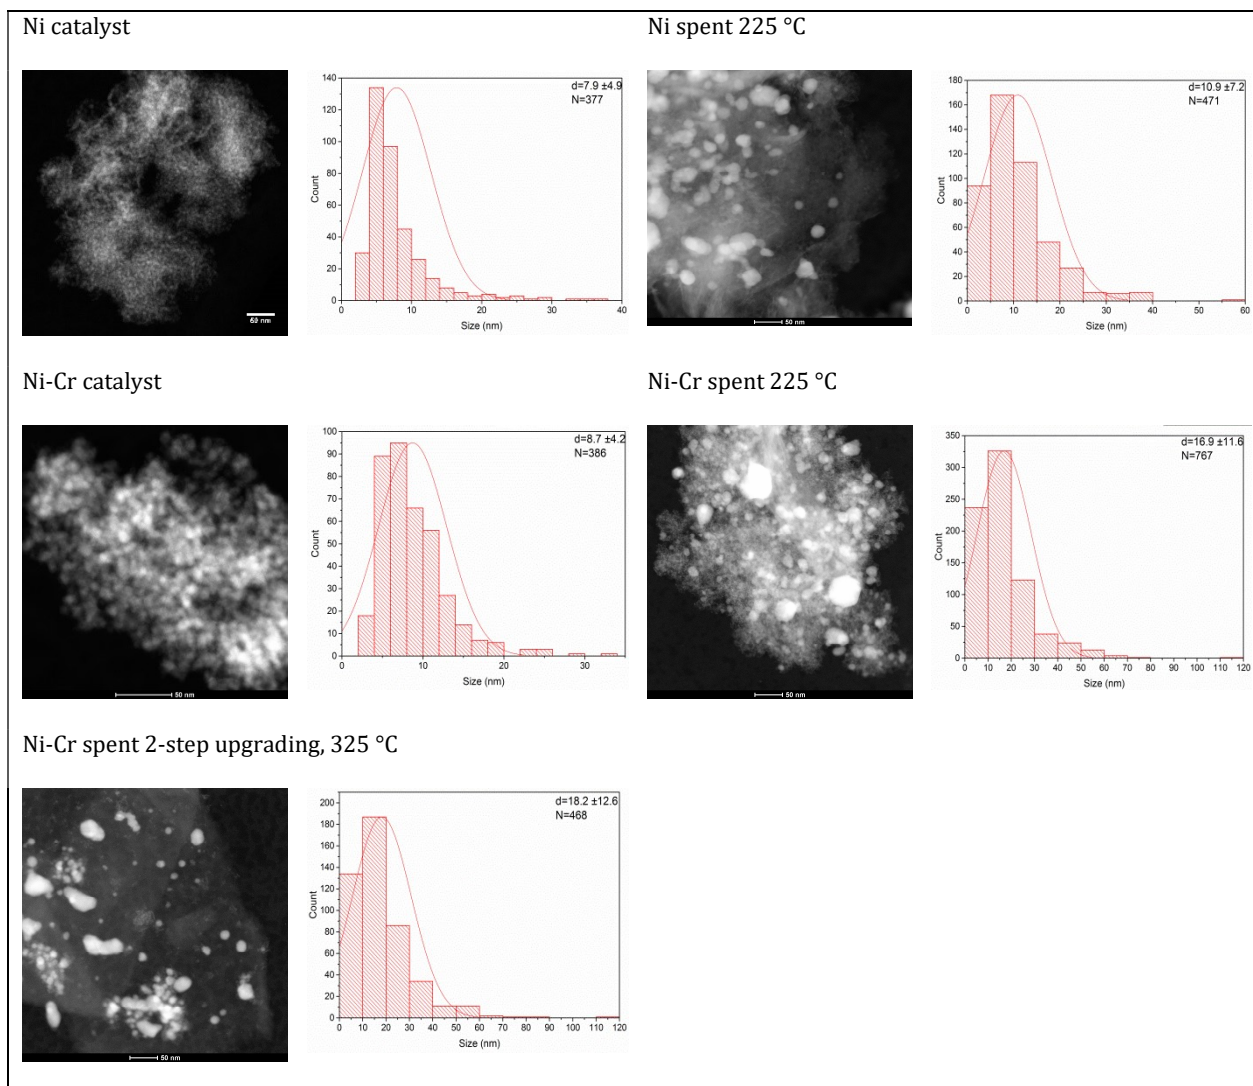 Ni catalyst
Ni spent 225 °C
d=7.9 ±4.9
N=377
Count
140
120
100
80
60
40
20
0
0 10 20 30 40
Size (nm)
50 nm
d=10.9 ±7.2
N=471
Count
180
160
140
120
100
80
60
40
20
0
0 10 20 30 40 50 60
Size (nm)
50 nm
Ni-Cr catalyst
Ni-Cr spent 225 °C
d=8.7 ±4.2
N=386
Count
100
90
80
70
60
50
40
30
20
10
0
0 10 20 30
Size (nm)
50 nm
d=16.9 ±11.6
N=767
Count
350
300
250
200
150
100
50
0
0 10 20 30 40 50 60 70 80 90 100 110 120
Size (nm)
50 nm
Ni-Cr spent 2-step upgrading, 325 °C
d=18.2 ±12.6
N=468
Count
200
180
160
140
120
100
80
60
40
20
0
0 10 20 30 40 50 60 70 80 90 100 110 120
Size (nm)
50 nm